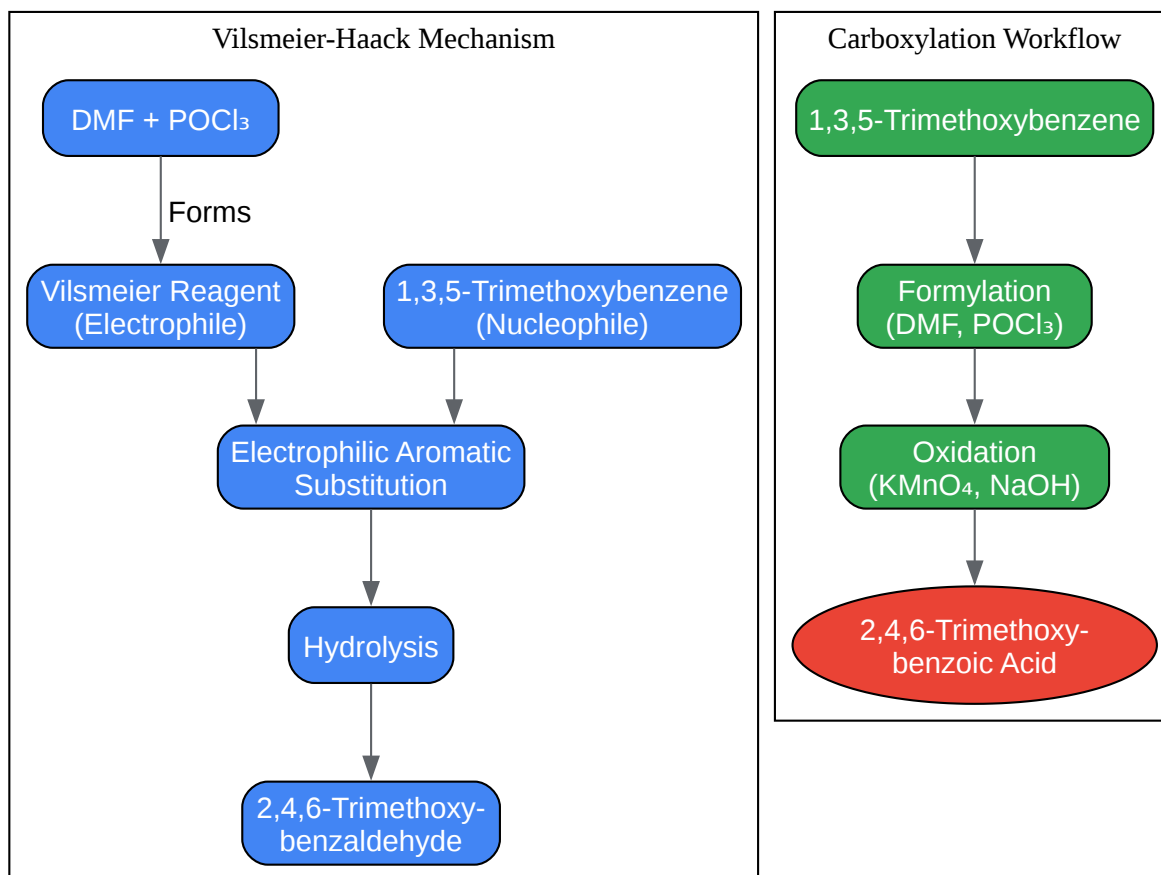 Vilsmeier-Haack Mechanism
DMF + POCl₃
Forms
Vilsmeier Reagent
(Electrophile)
1,3,5-Trimethoxybenzene
(Nucleophile)
Electrophilic Aromatic
Substitution
Hydrolysis
2,4,6-Trimethoxy-
benzaldehyde
Carboxylation Workflow
1,3,5-Trimethoxybenzene
Formylation
(DMF, POCl₃)
Oxidation
(KMnO₄, NaOH)
2,4,6-Trimethoxy-
benzoic Acid